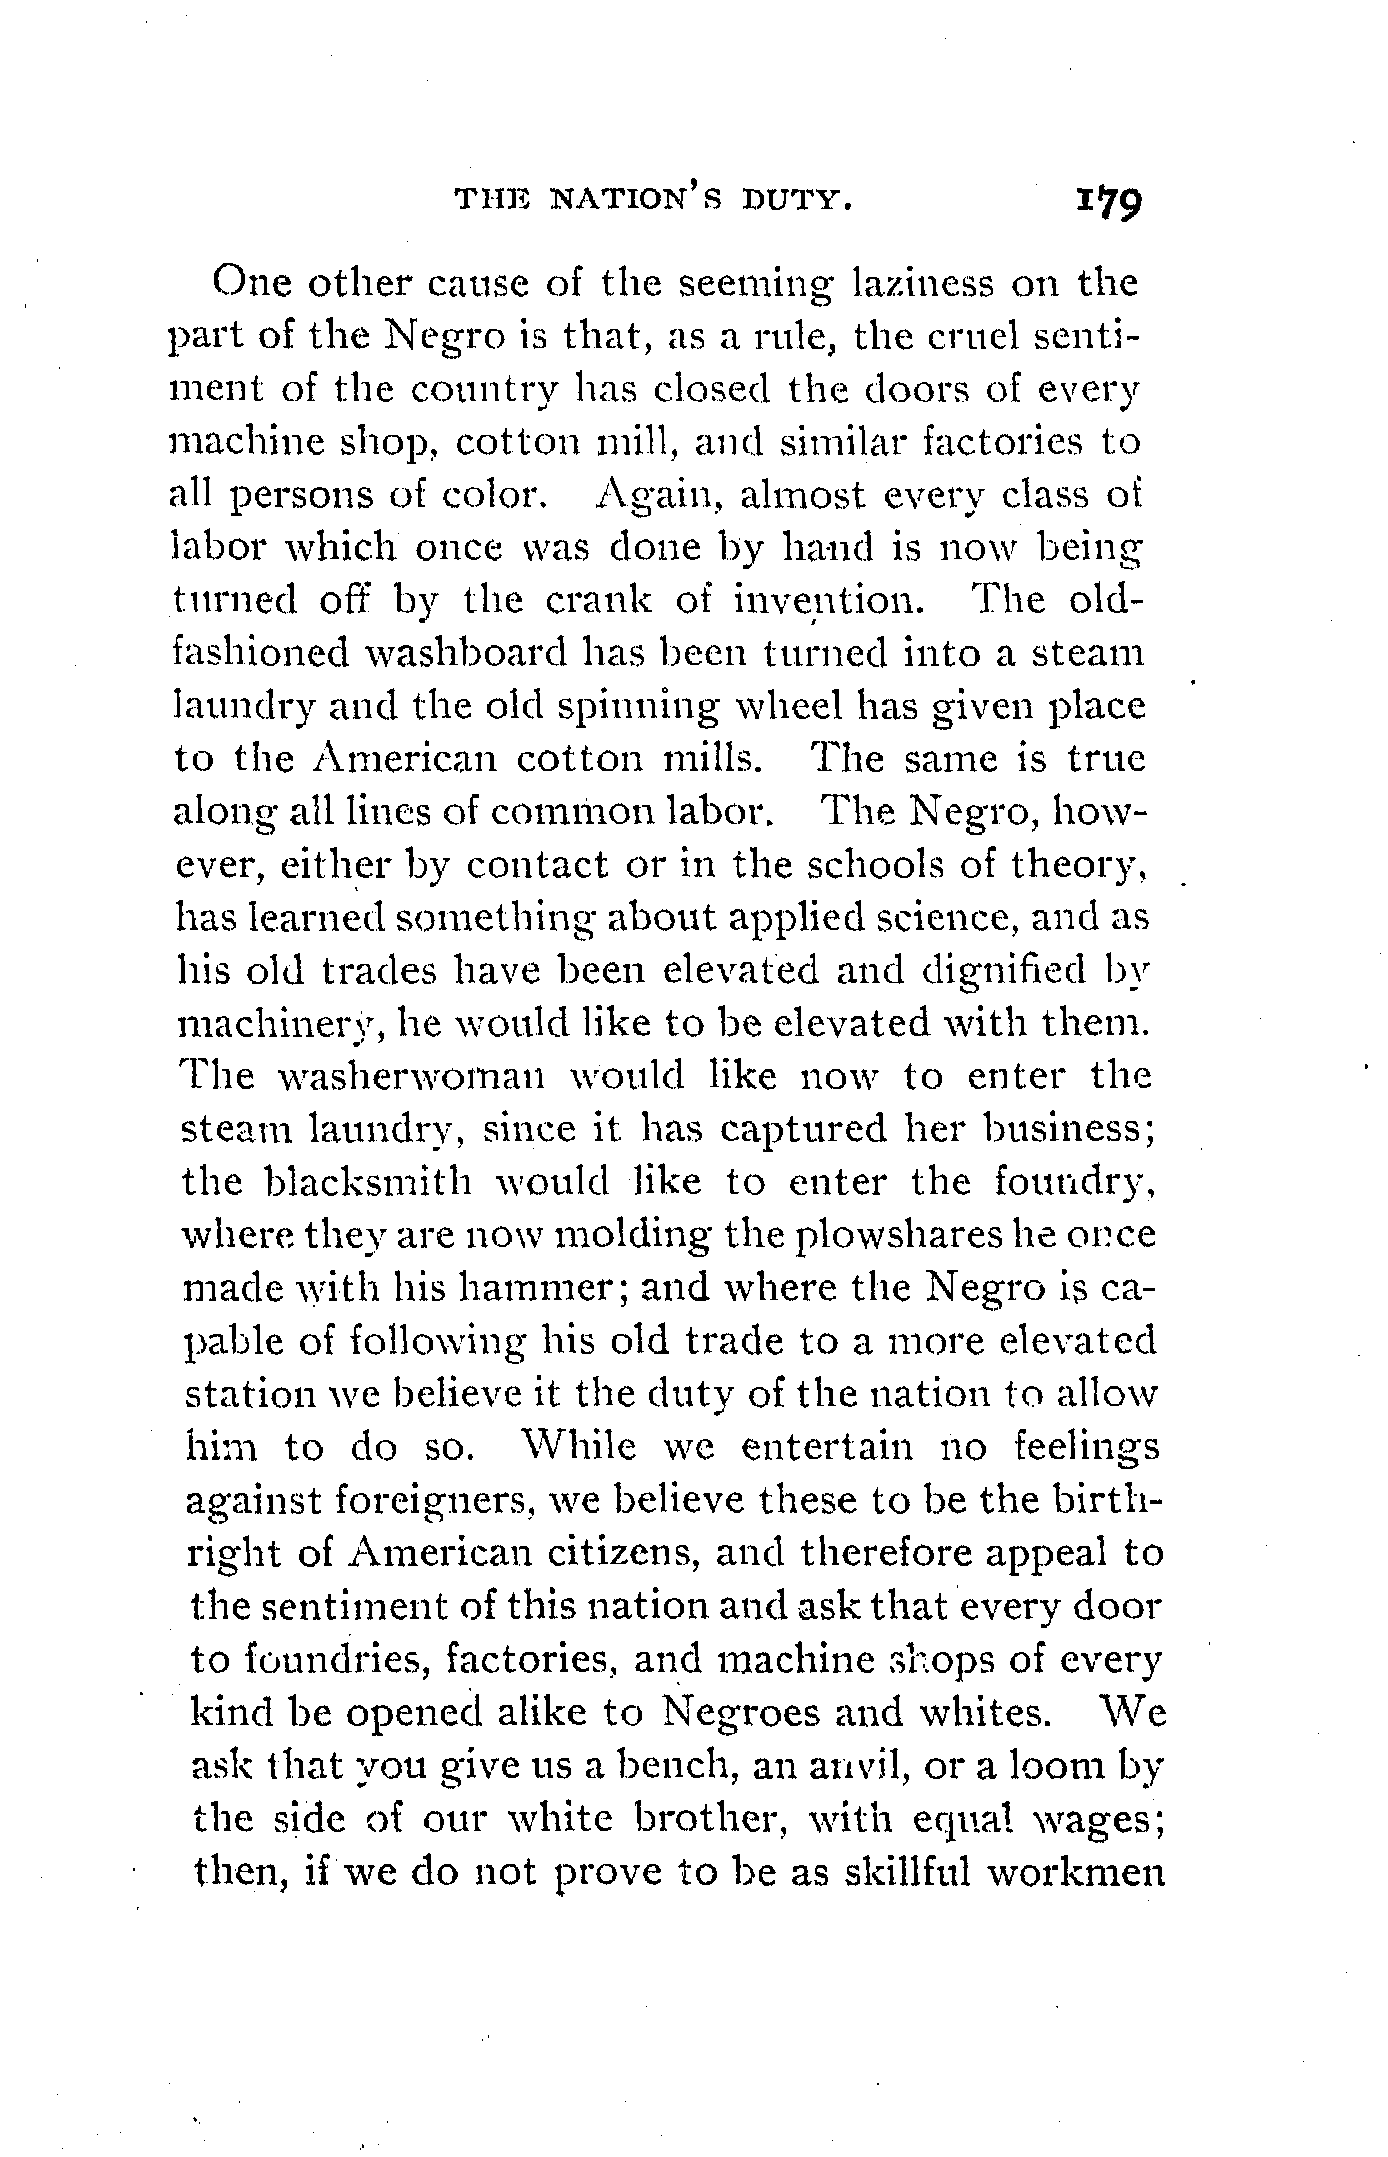 THE NATION'S DUTY. 179
One other cause of the seeming laziness on the
part of the Negro is that, as a rule, the cruel senti-
ment of the country has closed the doors of every
machine shop, cotton mill, and similar factories to
all persons of color. Again, almost every class of
labor which once was done by hand is now being
turned off by the crank of invention. The old-
fashioned washboard has been turned into a steam
laundry and the old spinning wheel has given place
to the American cotton mills. The same is true
along all lines of common labor. The Negro, how-
ever, either by contact or in the schools of theory,
has learned something about applied science, and as
his old trades have been elevated and dignified by
machinery, he would like to be elevated with them.
The washerwoman would like now to enter the
steam laundry, since it has captured her business;
the blacksmith would like to enter the foundry,
where they are now molding the plowshares he once
made with his hammer; and where the Negro is ca-
pable of following his old trade to a more elevated
station we believe it the duty of the nation to allow
him to do so. While we entertain no feelings
against foreigners, we believe these to be the birth-
right of American citizens, and therefore appeal to
the sentiment of this nation and ask that every door
to foundries, factories, and machine shops of every
kind be opened alike to Negroes and whites. We
ask that you give us a bench, an anvil, or a loom by
the side of our white brother, with equal wages;
then, if we do not prove to be as skillful workmen